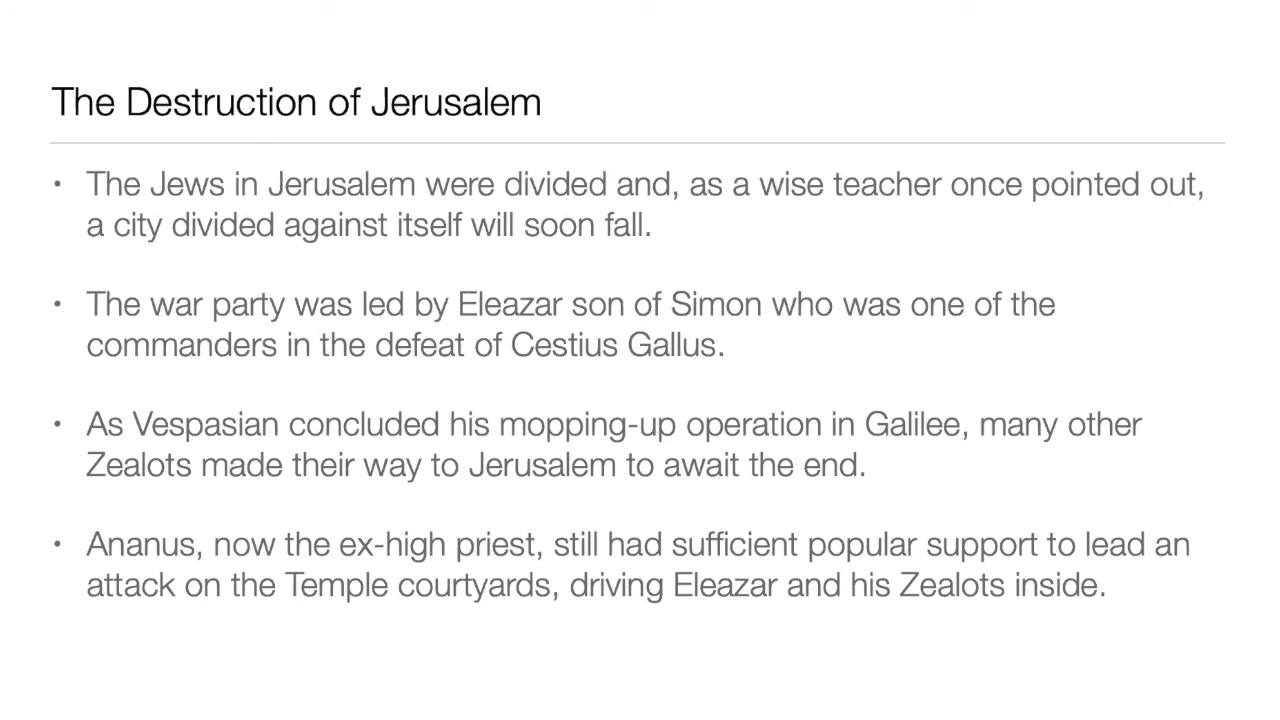 The Destruction of Jerusalem
• The Jews in Jerusalem were divided and, as a wise teacher once pointed out,
a city divided against itself will soon fall.
• The war party was led by Eleazar son of Simon who was one of the
commanders in the defeat of Cestius Gallus.
• As Vespasian concluded his mopping-up operation in Galilee, many other
Zealots made their way to Jerusalem to await the end.
• Ananus, now the ex-high priest, still had sufficient popular support to lead an
attack on the Temple courtyards, driving Eleazar and his Zealots inside.